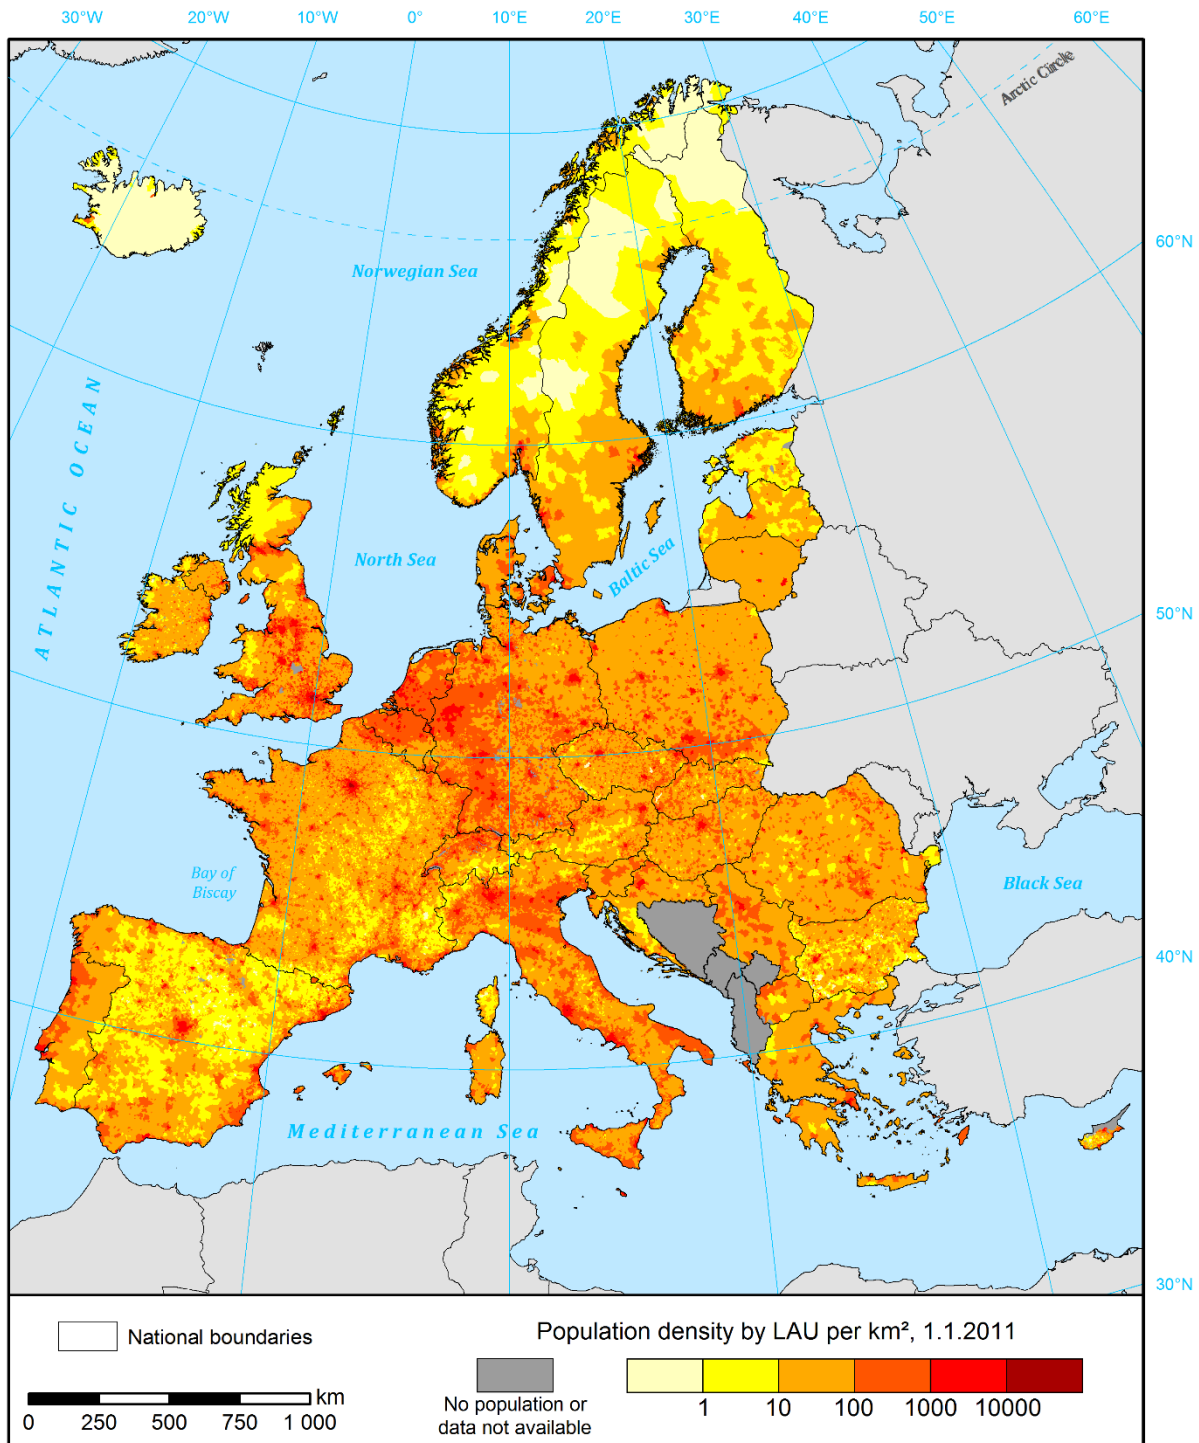 30°W 20°W 10°W 0° 10°E 20°E 30°E 40°E 50°E 60°E
Arctic Circle
60°N
Norwegian Sea
ATLANTIC OCEAN
North Sea
Baltic Sea
50°N
Bay of
Biscay
Black Sea
40°N
Mediterranean Sea
30°N
National boundaries
km
0 250 500 750 1 000
Population density by LAU per km², 1.1.2011
No population or
data not available
1 10 100 1000 10000